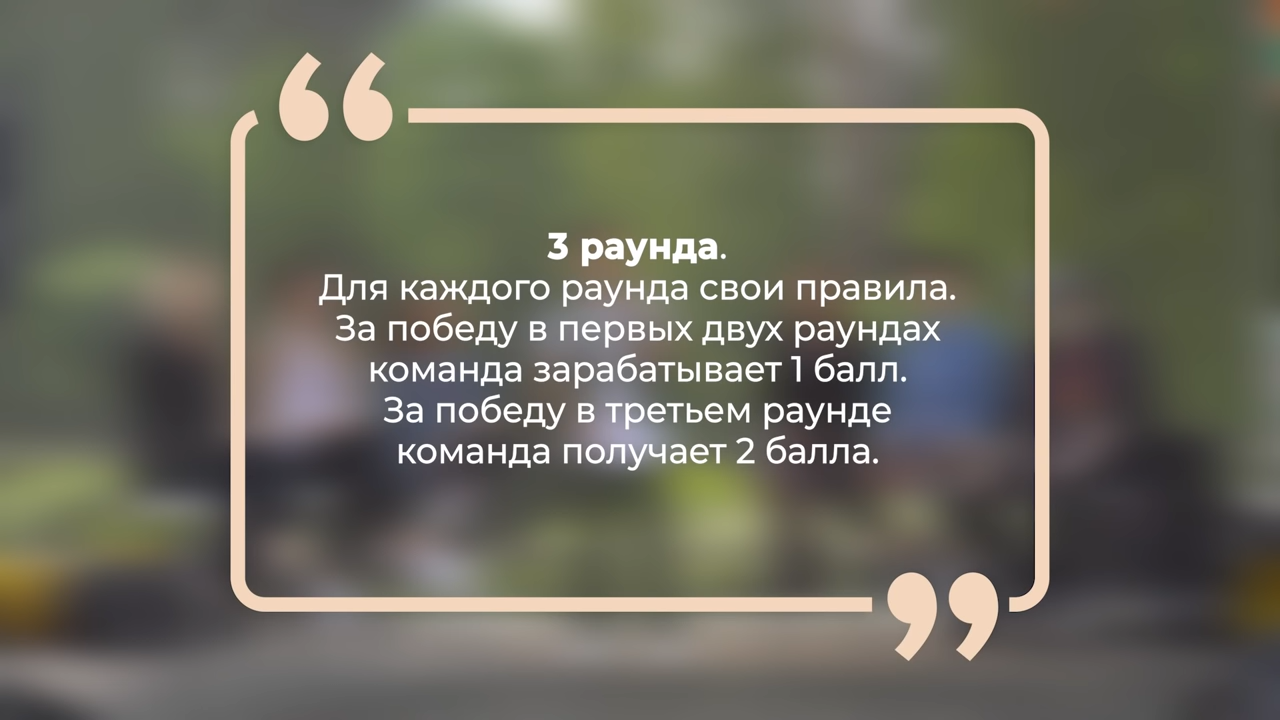 3 раунда.
Для каждого раунда свои правила.
За победу в первых двух раундах
команда зарабатывает 1 балл.
За победу в третьем раунде
команда получает 2 балла.